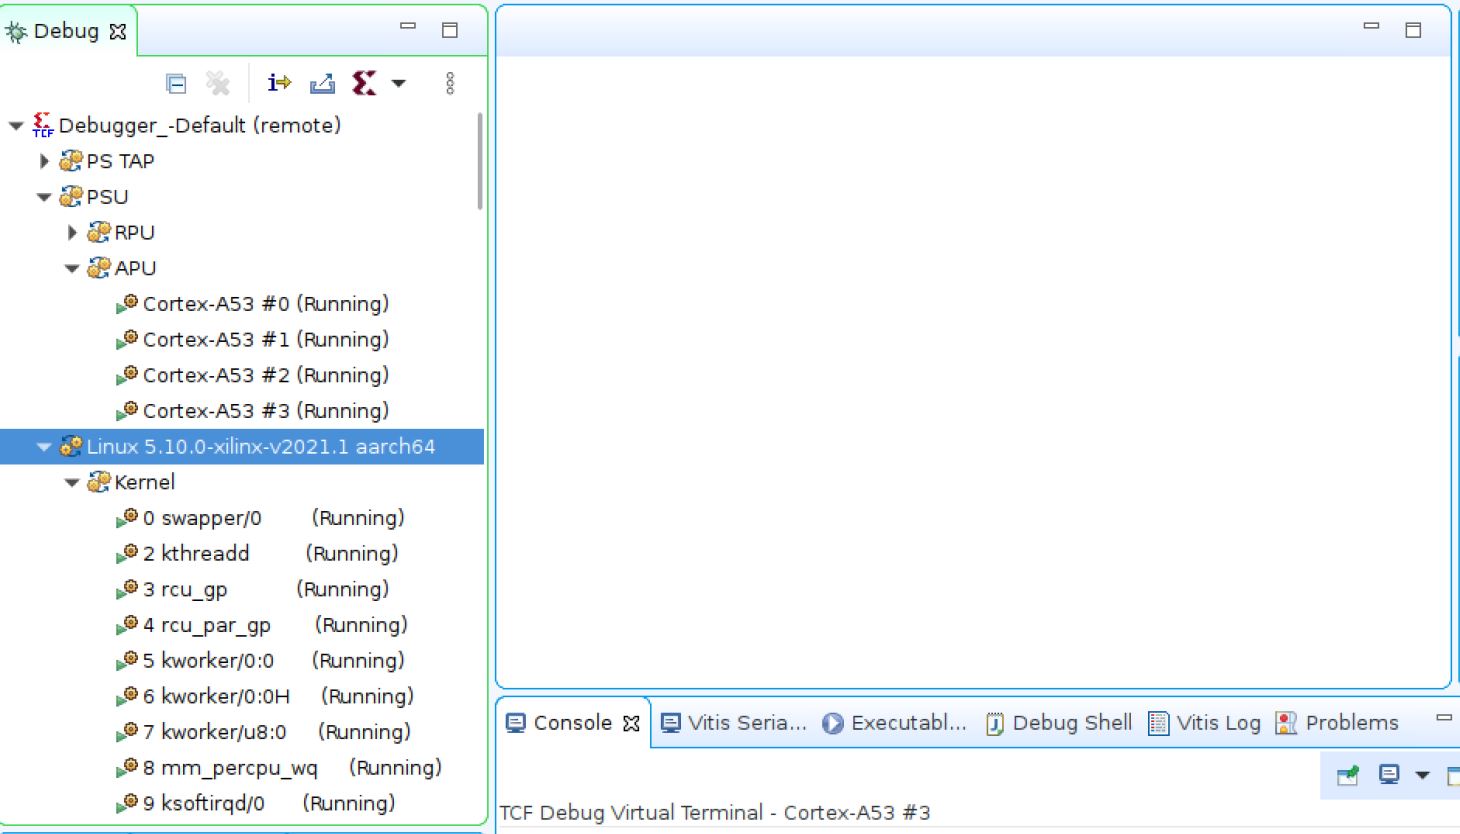 Debug
i
TCF Debugger_-Default (remote)
PS TAP
PSU
RPU
APU
Cortex-A53 #0 (Running)
Cortex-A53 #1 (Running)
Cortex-A53 #2 (Running)
Cortex-A53 #3 (Running)
Linux 5.10.0-xilinx-v2021.1 aarch64
Kernel
0 swapper/0 (Running)
2 kthreadd (Running)
3 rcu_gp (Running)
4 rcu_par_gp (Running)
5 kworker/0:0 (Running)
6 kworker/0:0H (Running)
7 kworker/u8:0 (Running)
8 mm_percpu_wq (Running)
9 ksoftirqd/0 (Running)
Console Vitis Seria... Executabl... Debug Shell Vitis Log Problems
TCF Debug Virtual Terminal - Cortex-A53 #3